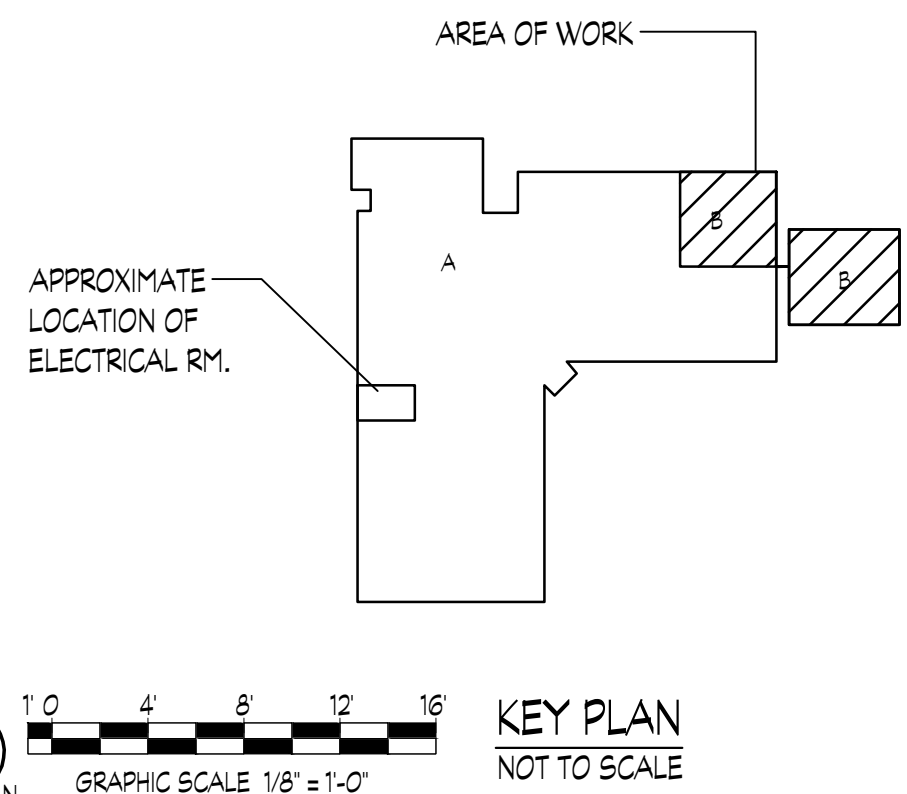 AREA OF WORK
B
A
B
APPROXIMATE
LOCATION OF
ELECTRICAL RM.
1' 0 4' 8' 12' 16'
GRAPHIC SCALE 1/8" = 1'-0"
KEY PLAN
NOT TO SCALE